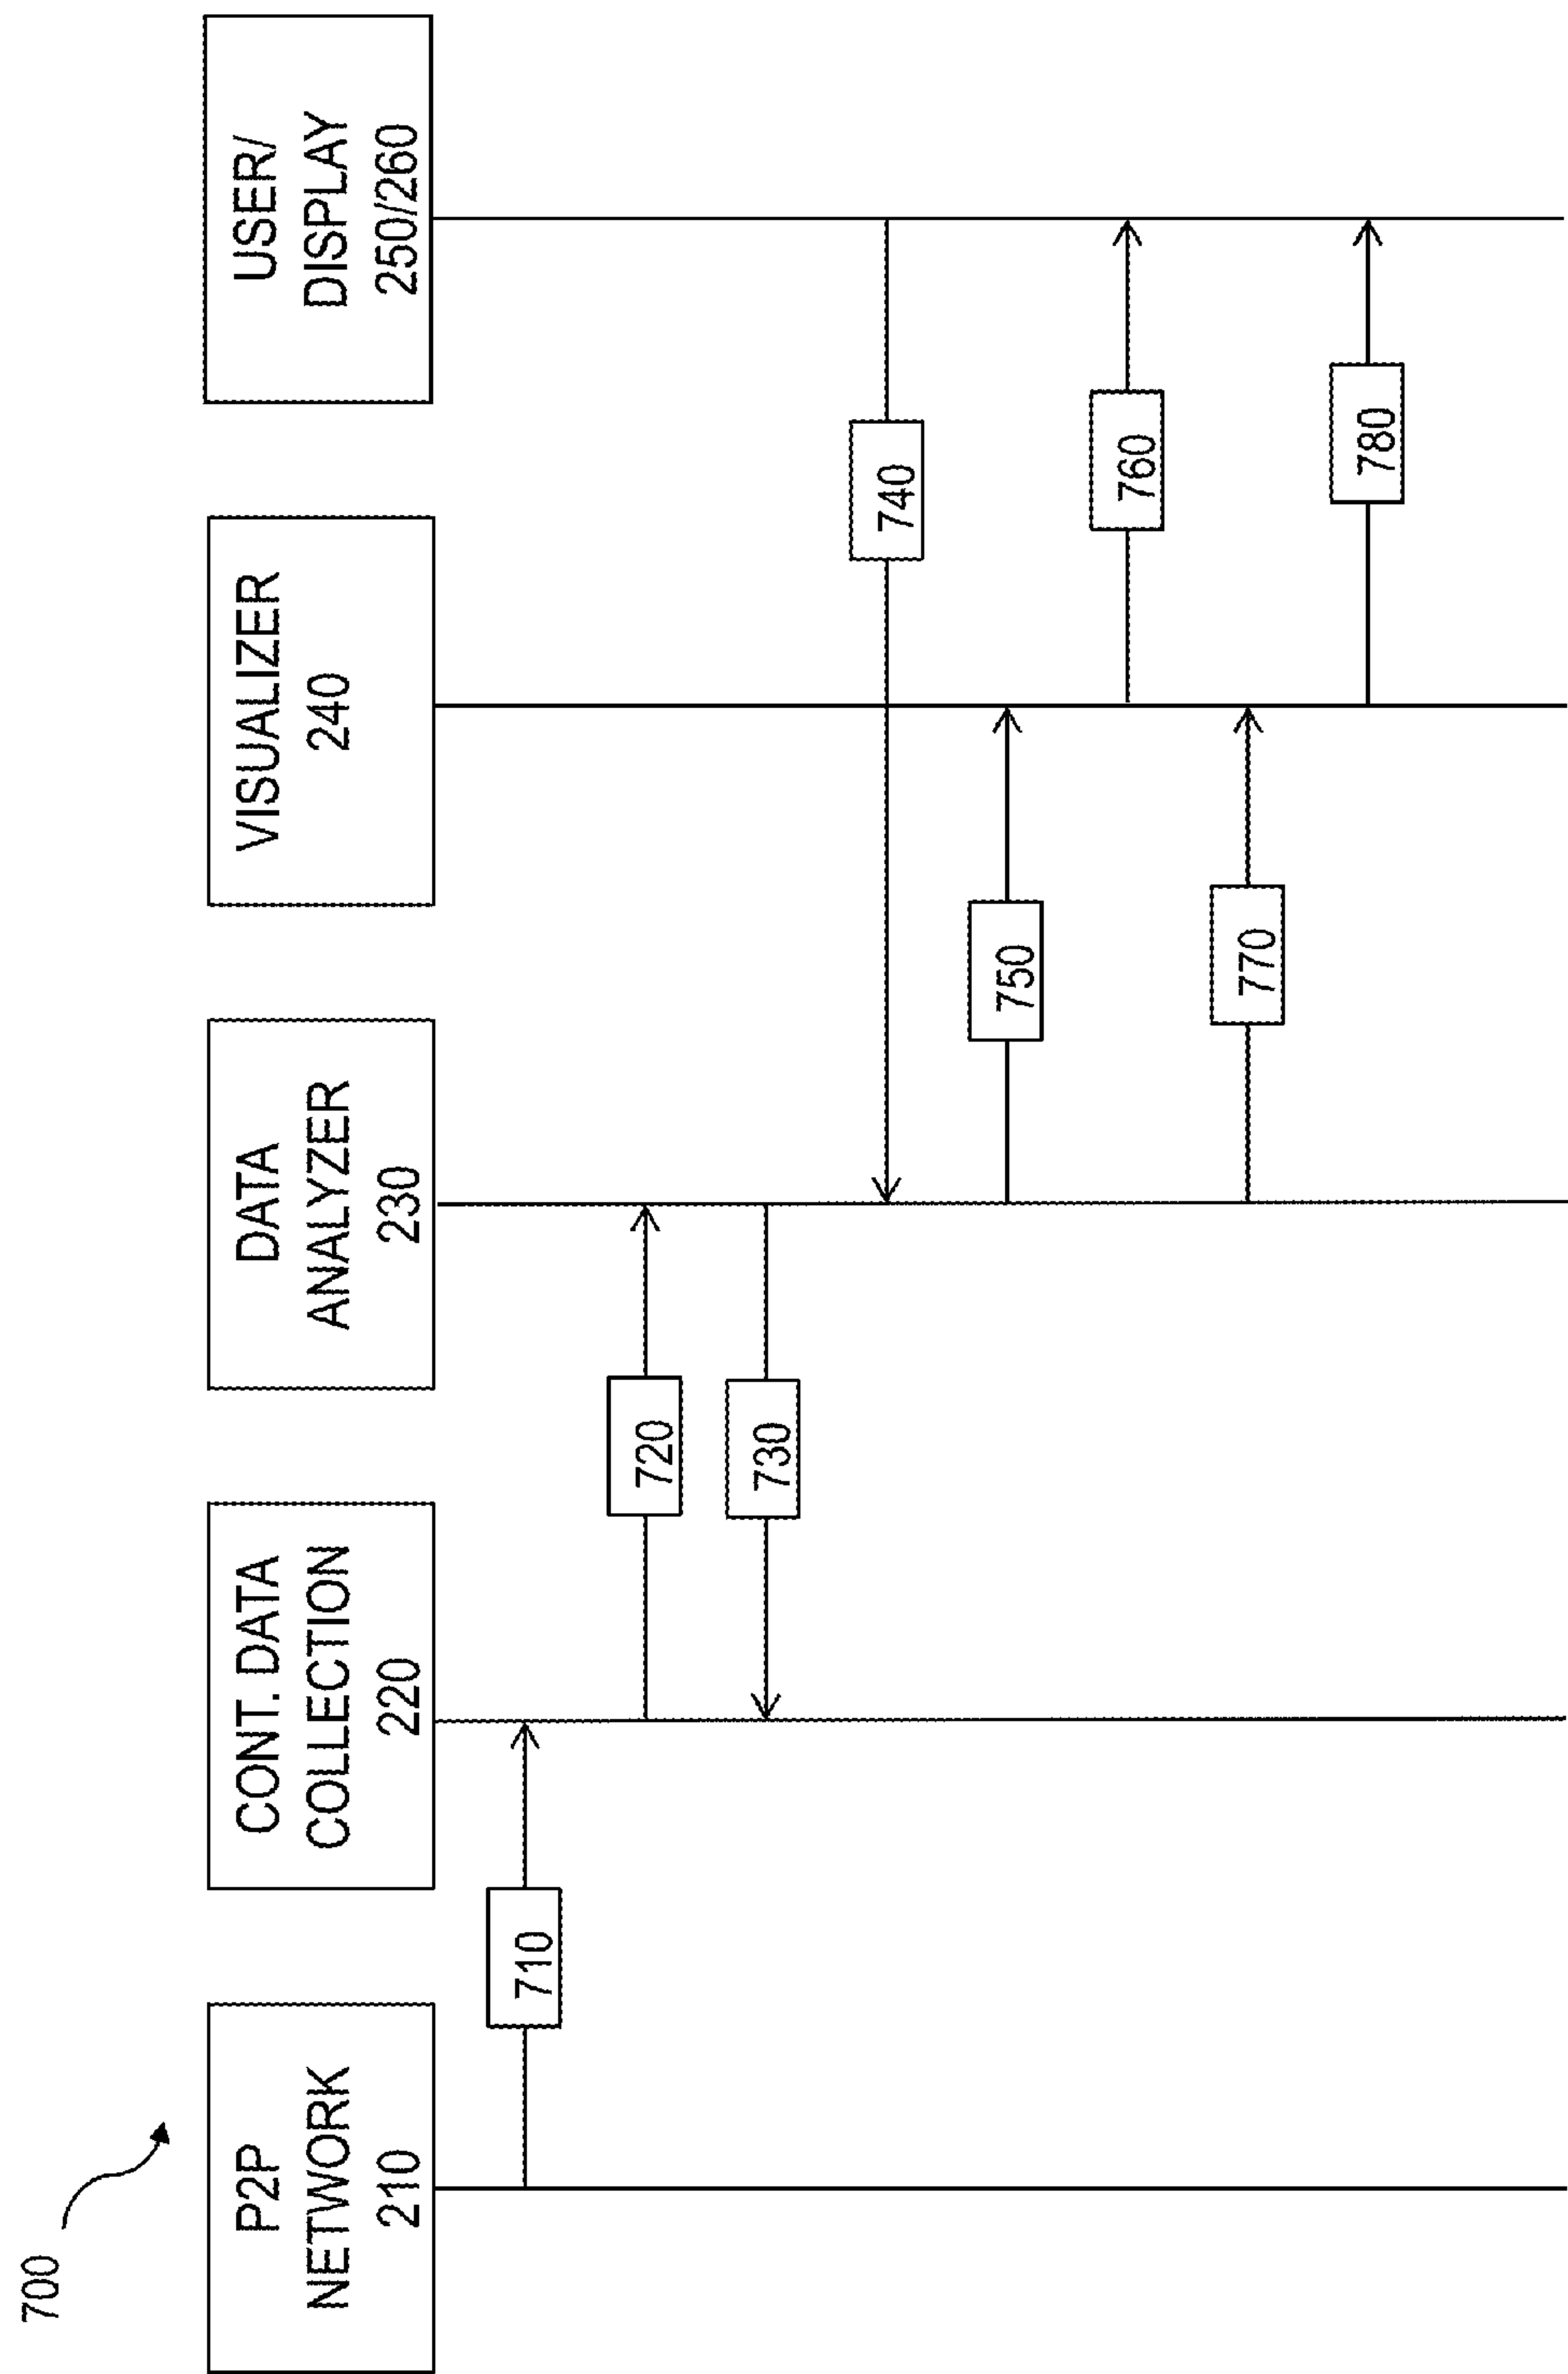 700
P2P
NETWORK
210
CONT. DATA
COLLECTION
220
DATA
ANALYZER
230
VISUALIZER
240
USER/
DISPLAY
250/260
710
720
730
740
750
760
770
780